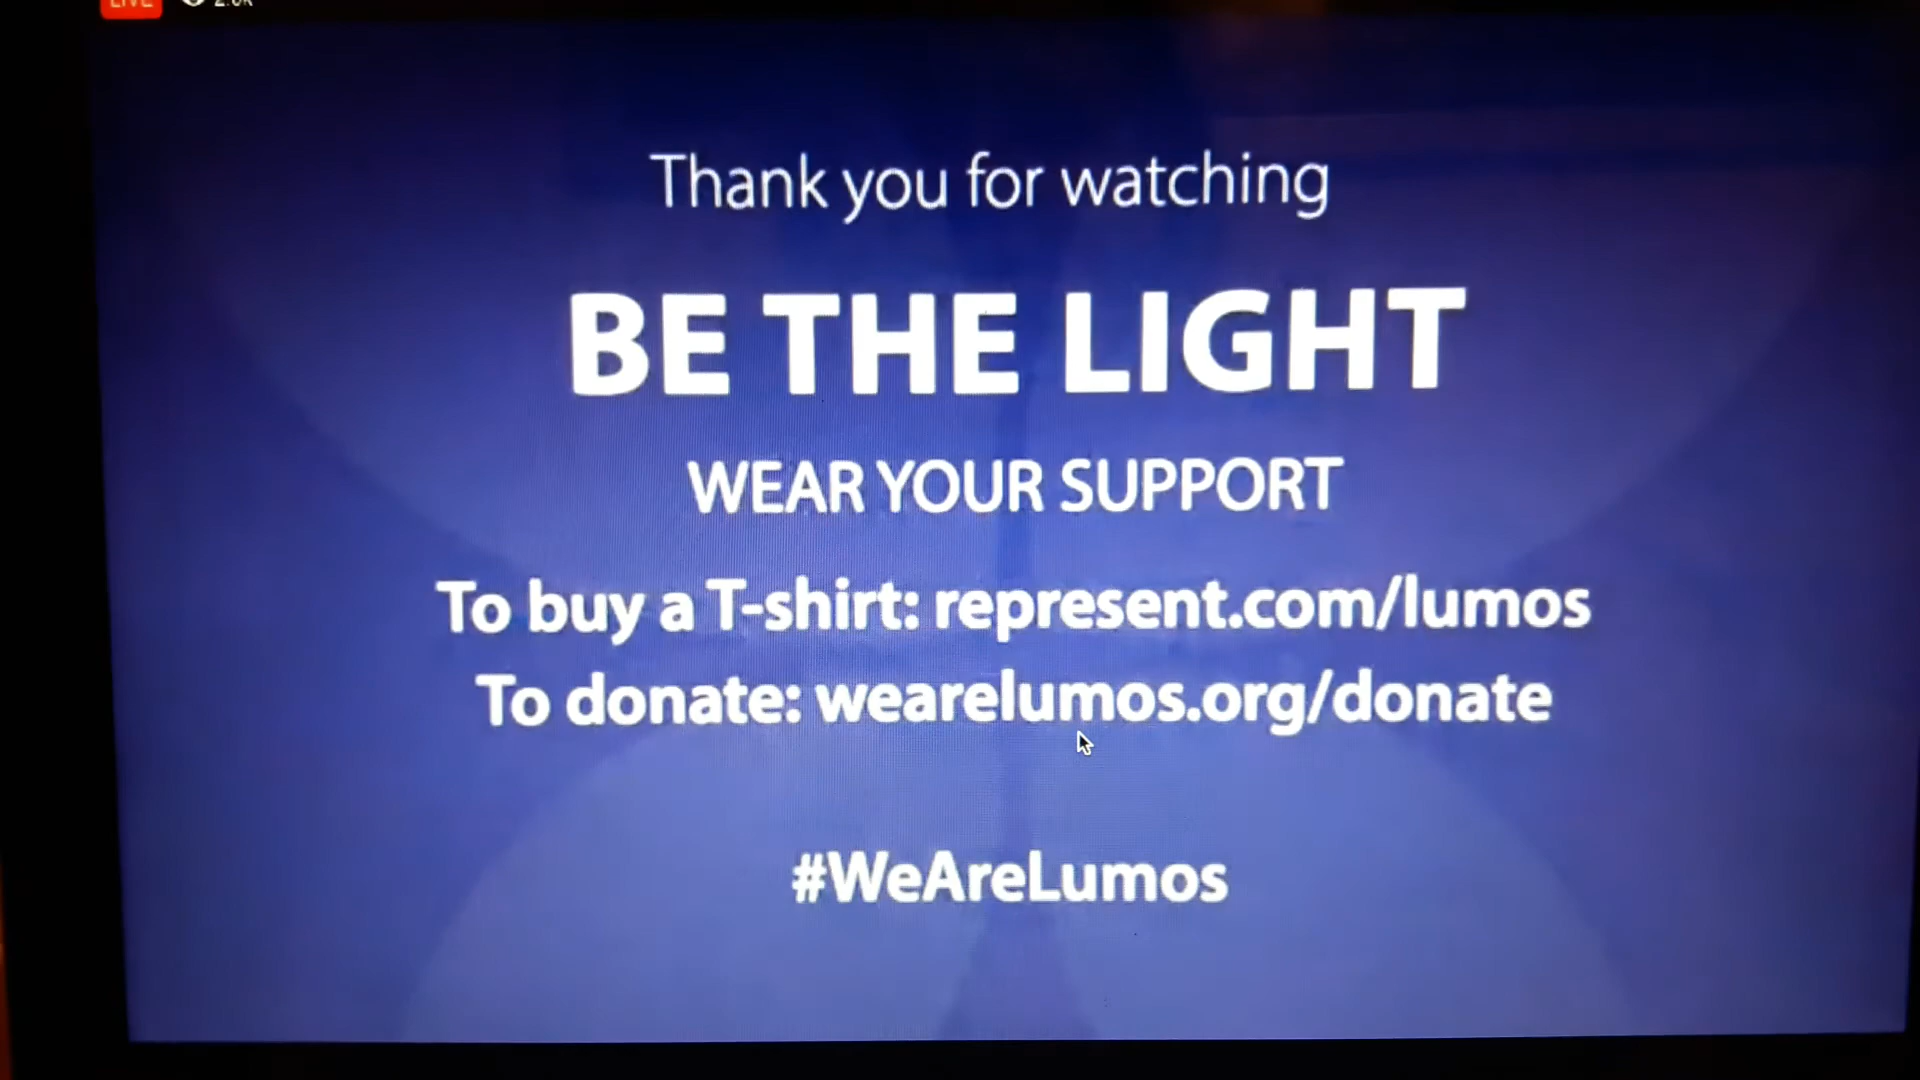 LIVE
Thank you for watching
BE THE LIGHT
WEAR YOUR SUPPORT
To buy a T-shirt: represent.com/lumos
To donate: wearelumos.org/donate
#WeAreLumos